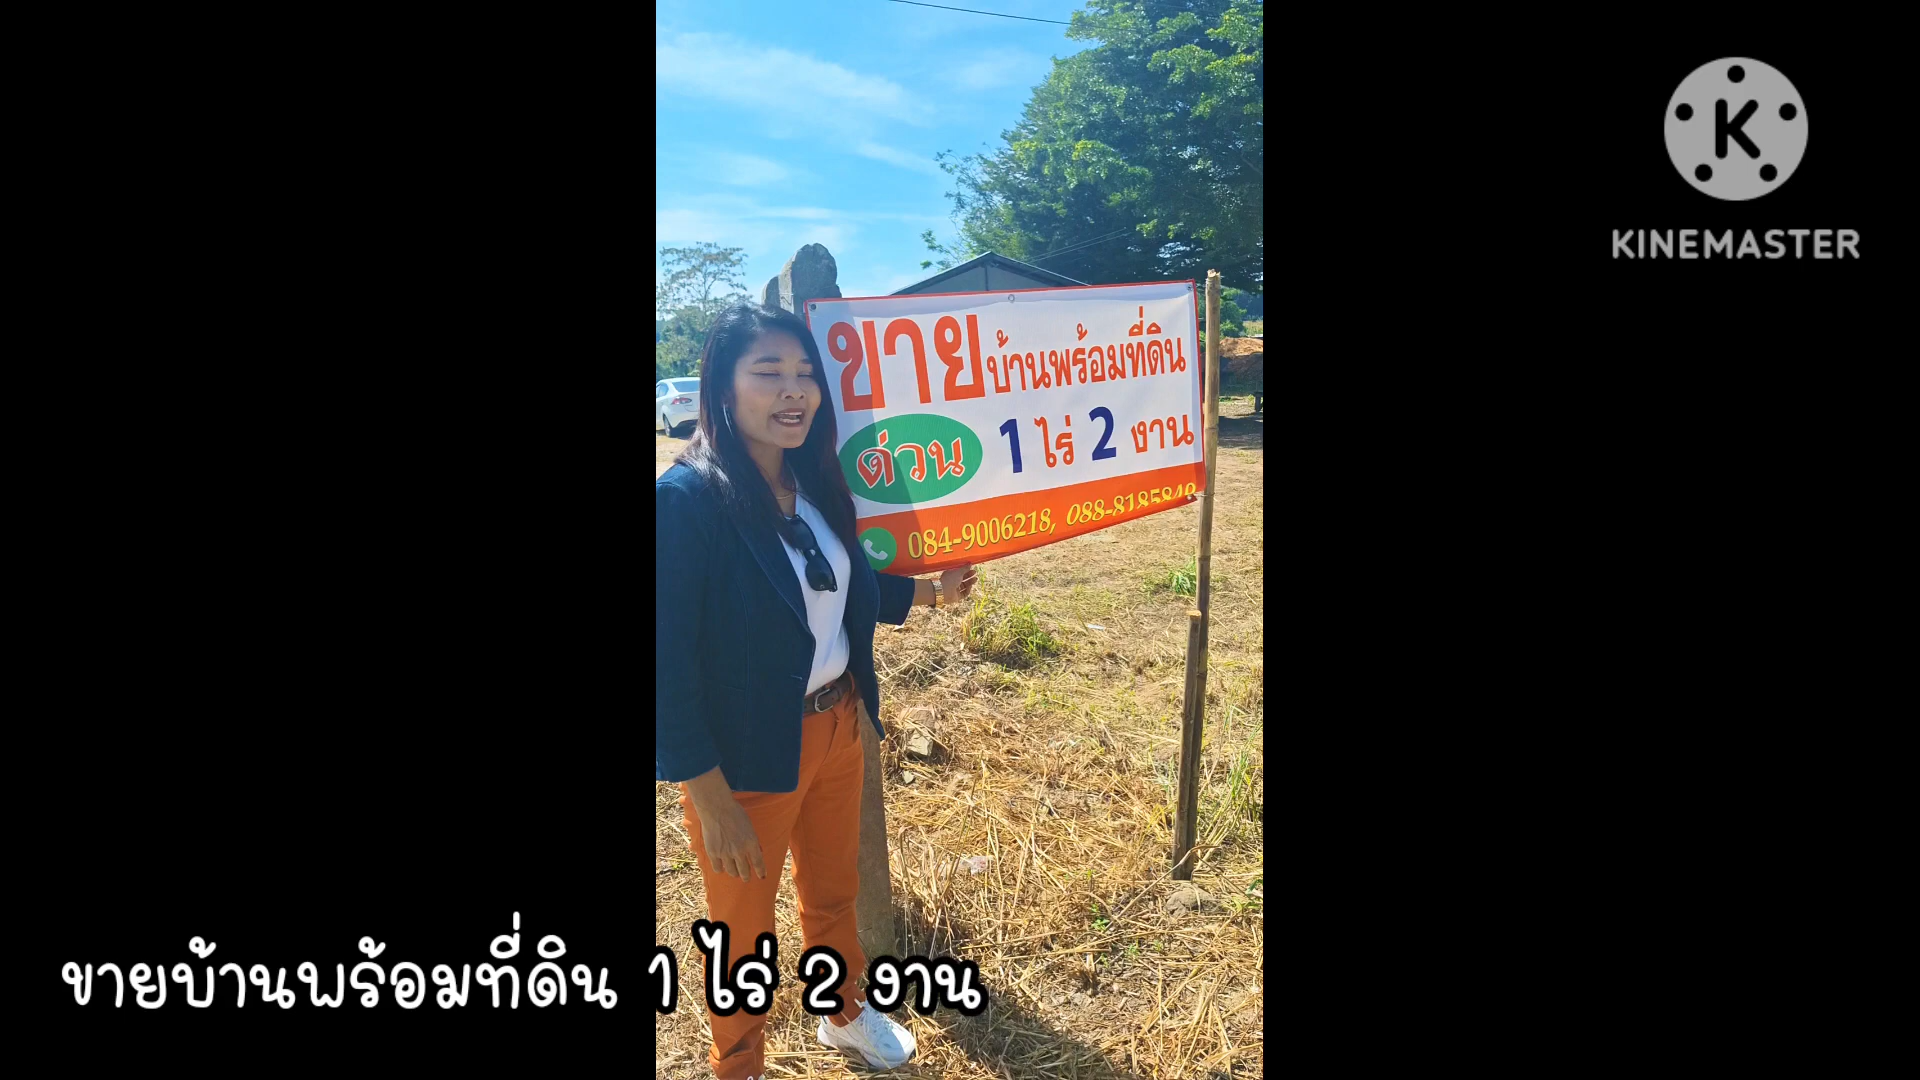 KINEMASTER
ขายบ้านพร้อมที่ดิน
ด่วน 1 ไร่ 2 งาน
084-9006218, 088-8185849
ขายบ้านพร้อมที่ดิน 1 ไร่ 2 งาน